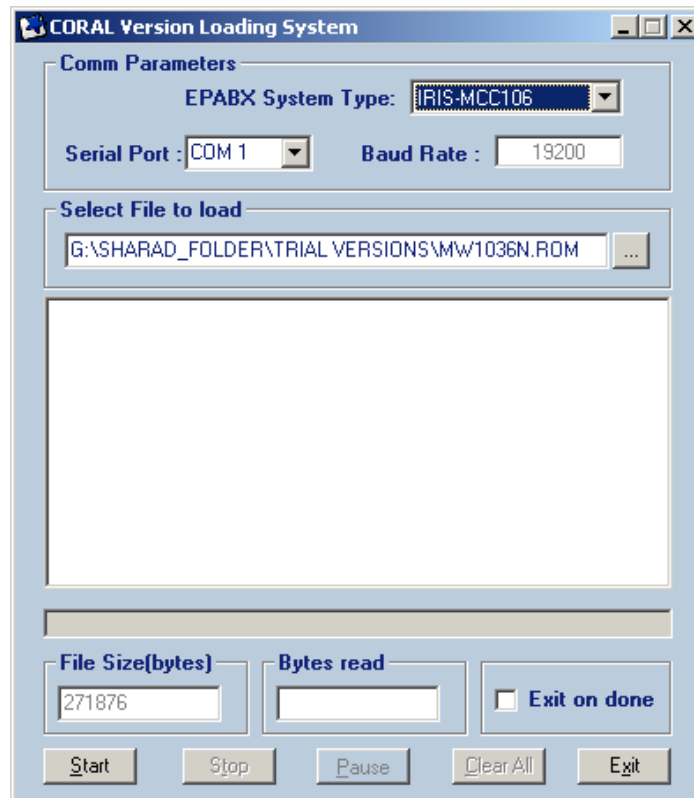 CORAL Version Loading System
Comm Parameters
EPABX System Type: IRIS-MCC106
Serial Port : COM 1 Baud Rate : 19200
Select File to load
G:\SHARAD_FOLDER\TRIAL VERSIONS\MW1036N.ROM ...
File Size(bytes) Bytes read
271876 Exit on done
Start Stop Pause Clear All Exit